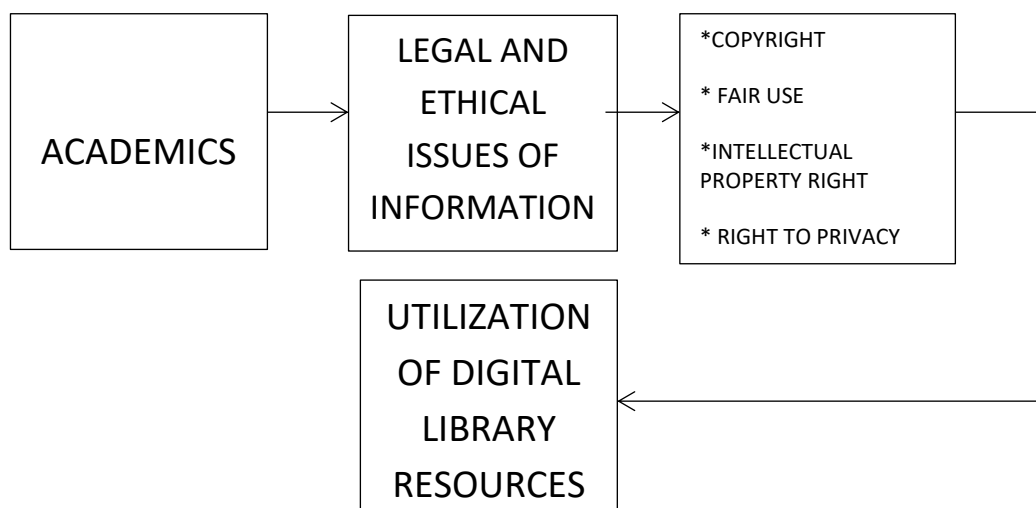 ACADEMICS
LEGAL AND
ETHICAL
ISSUES OF
INFORMATION
*COPYRIGHT
* FAIR USE
*INTELLECTUAL
PROPERTY RIGHT
* RIGHT TO PRIVACY
UTILIZATION
OF DIGITAL
LIBRARY
RESOURCES